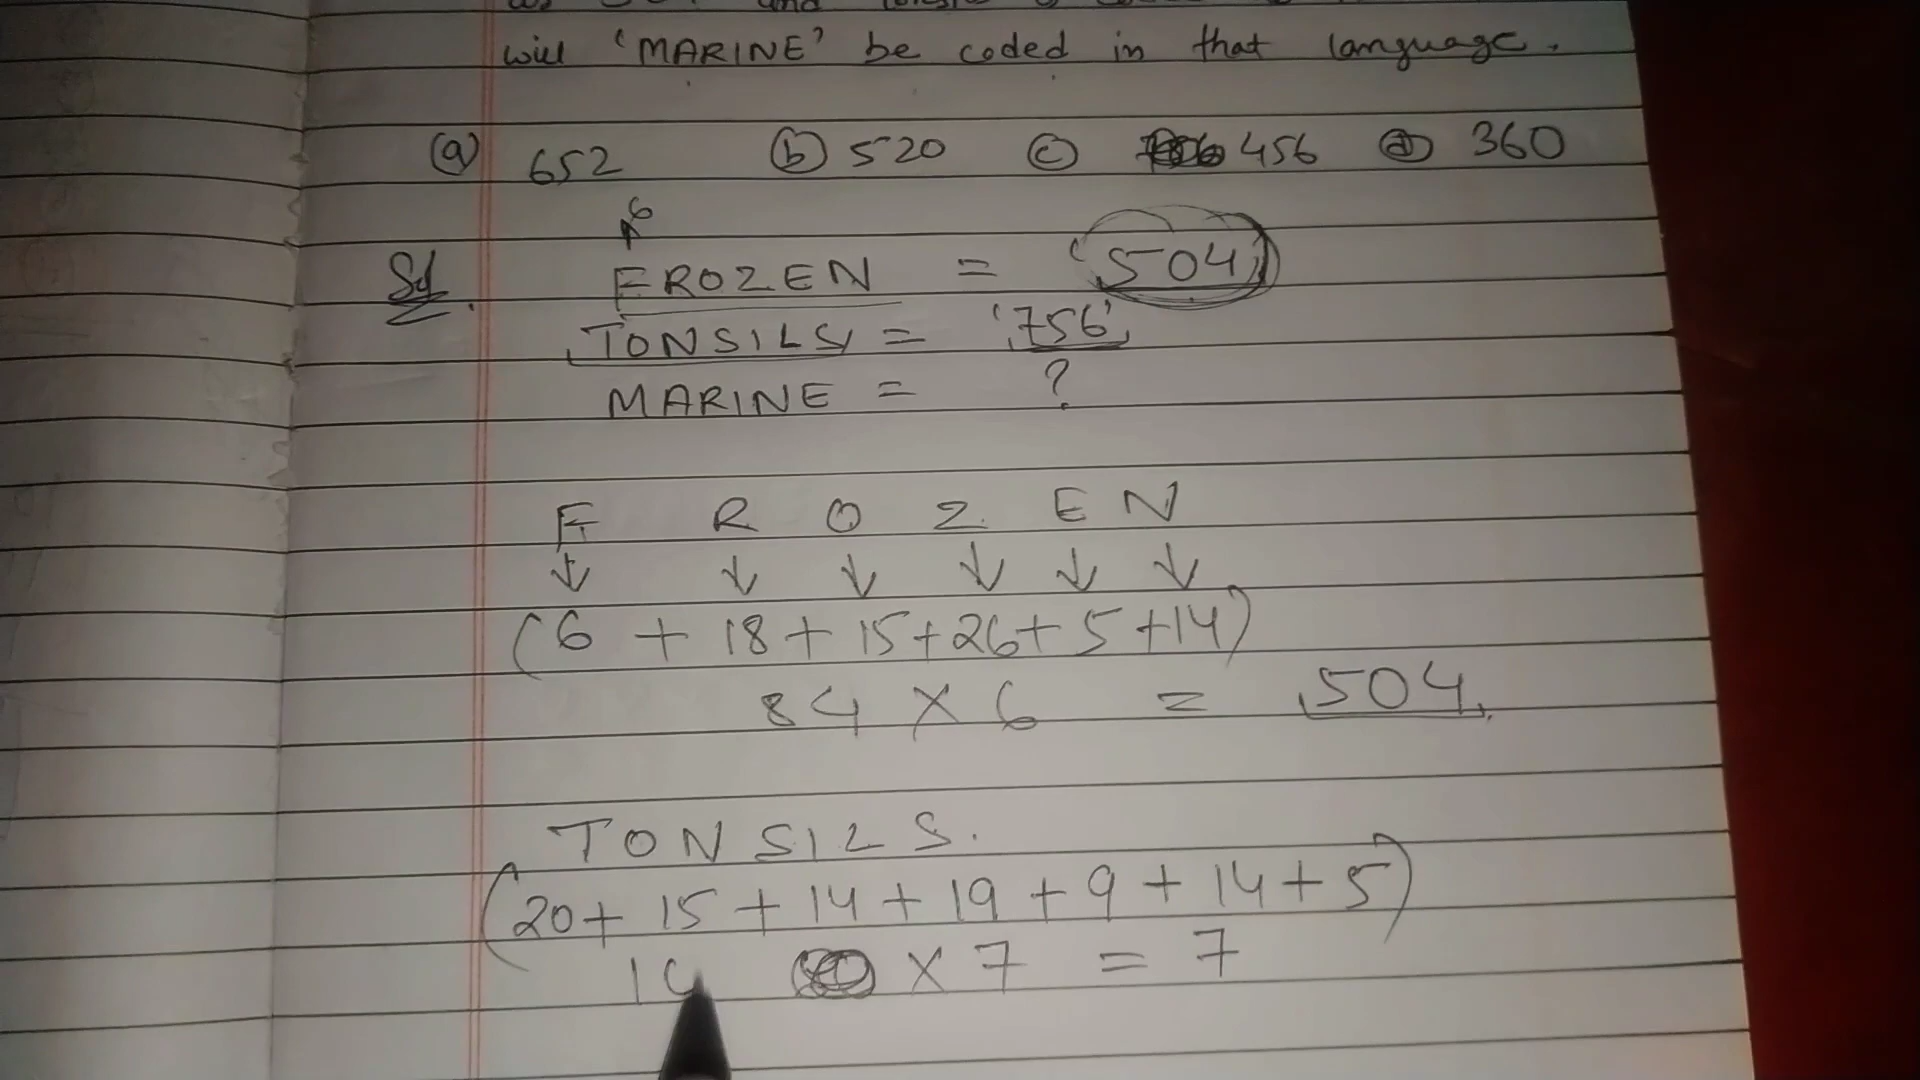 will 'MARINE' be coded in that language.
(a) 652 (b) 520 (c) 456 (d) 360
6
Sol. FROZEN = '504'
TONSILS = '756'
MARINE = ?
F R O Z E N
(6 + 18 + 15 + 26 + 5 + 14)
84 × 6 = 504
TONSILS.
(20 + 15 + 14 + 19 + 9 + 14 + 5)
10 × 7 = 7